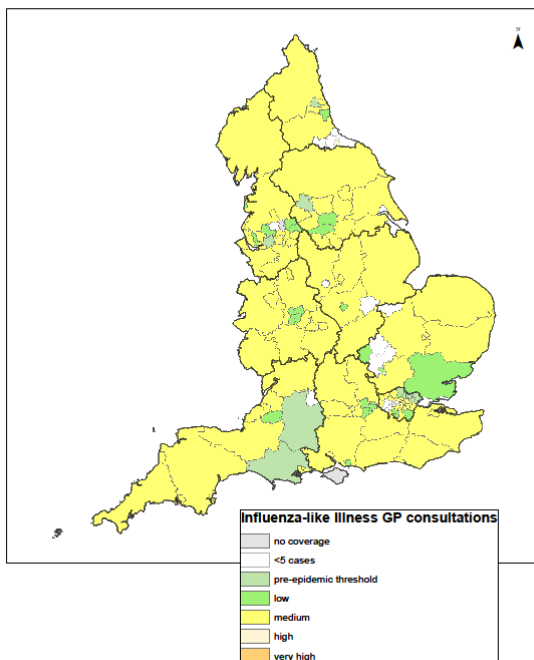 N
Influenza-like Illness GP consultations
no coverage
<5 cases
pre-epidemic threshold
low
medium
high
very high